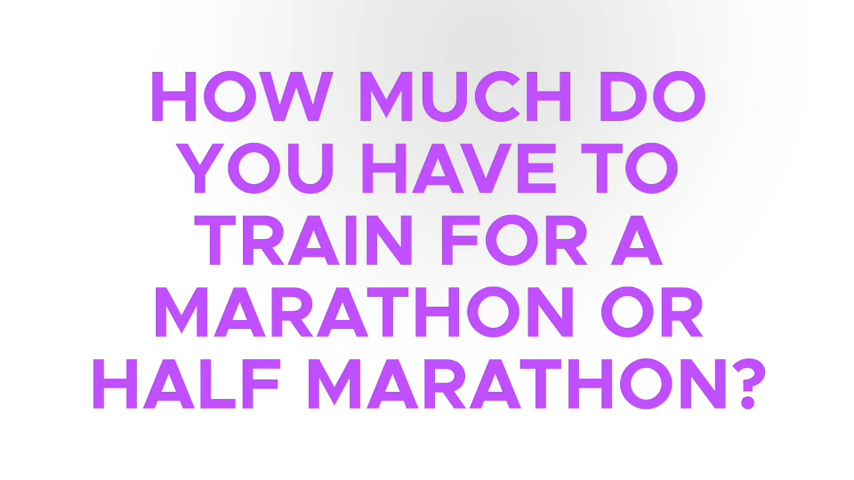 HOW MUCH DO
YOU HAVE TO
TRAIN FOR A
MARATHON OR
HALF MARATHON?